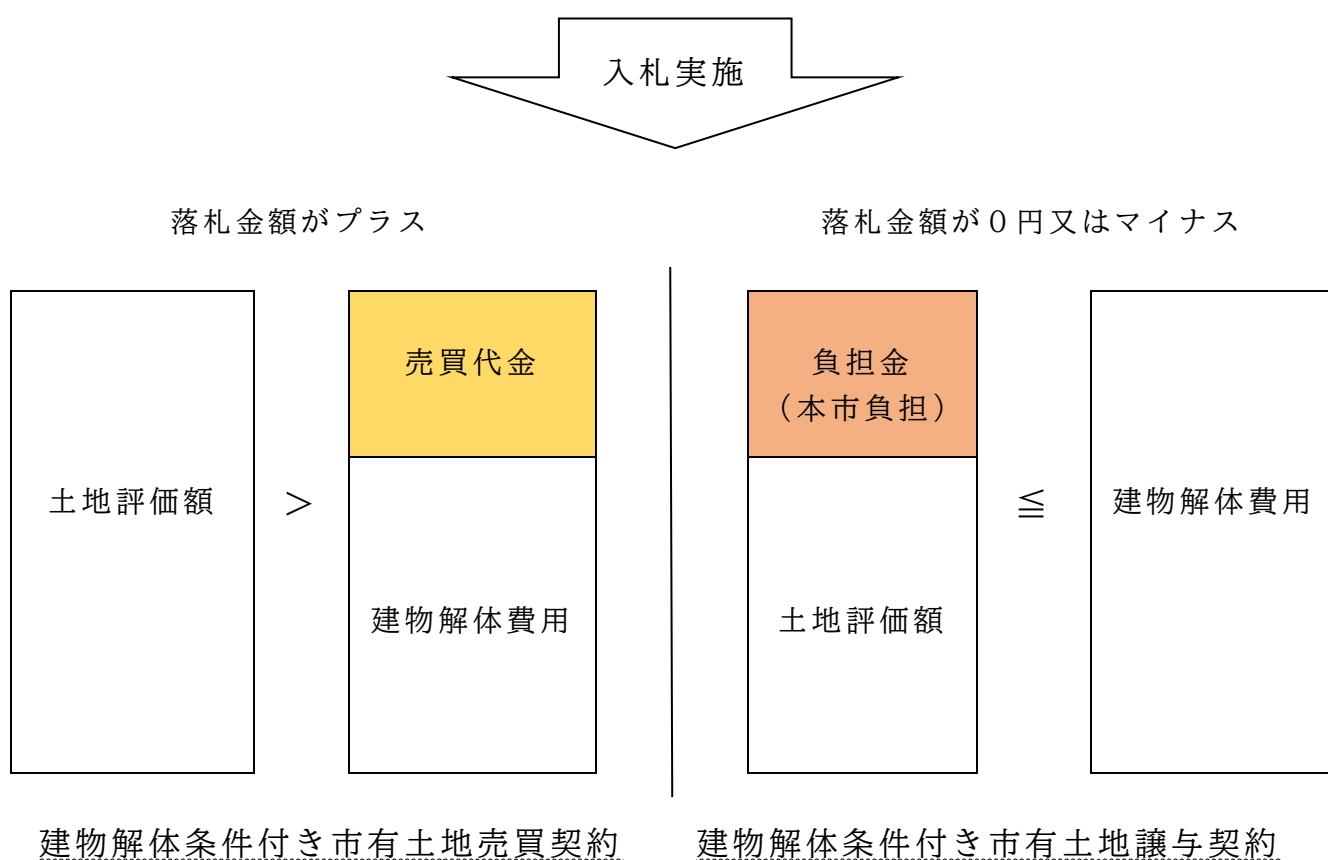 入札実施
落札金額がプラス
落札金額が０円又はマイナス
土地評価額
＞
売買代金
建物解体費用
負担金
（本市負担）
土地評価額
≦
建物解体費用
建物解体条件付き市有土地売買契約
建物解体条件付き市有土地譲与契約